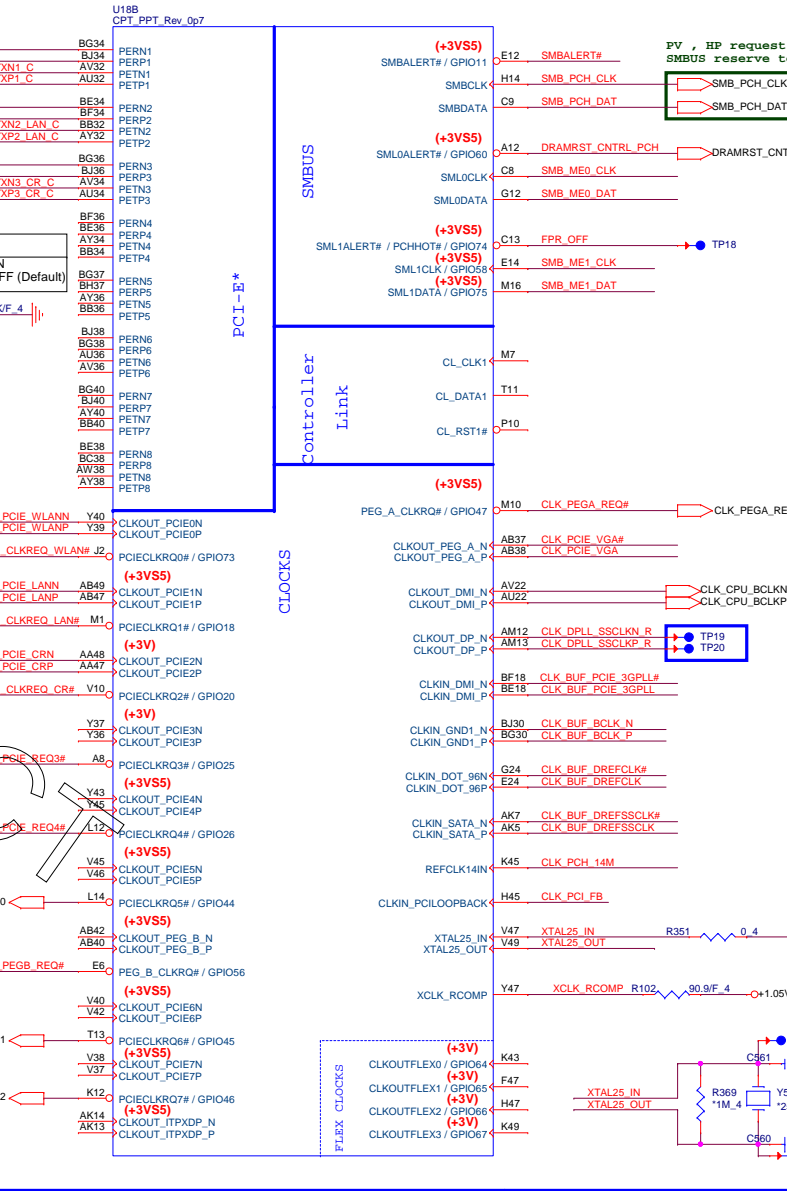 U18B
CPT_PPT_Rev_0p7
BG34 PERN1
BJ34 PERP1
TXN1_C AV32 PETN1
TXP1_C AU32 PETP1
BE34 PERN2
BF34 PERP2
TXN2_LAN_C BB32 PETN2
TXP2_LAN_C AY32 PETP2
BG36 PERN3
BJ36 PERP3
TXN3_CR_C AV34 PETN3
TXP3_CR_C AU34 PETP3
BF36 PERN4
BE36 PERP4
AY34 PETN4
BB34 PETP4
N
FF (Default)
BG37 PERN5
BH37 PERP5
AY36 PETN5
BB36 PETP5
K/F_4
BJ38 PERN6
BG38 PERP6
AU36 PETN6
AV36 PETP6
BG40 PERN7
BJ40 PERP7
AY40 PETN7
BB40 PETP7
BE38 PERN8
BC38 PERP8
AW38 PETN8
AY38 PETP8
PCI-E*
PCIE_WLANN Y40 CLKOUT_PCIE0N
PCIE_WLANP Y39 CLKOUT_PCIE0P
CLKREQ_WLAN# J2 PCIECLKRQ0# / GPIO73
(+3VS5)
PCIE_LANN AB49 CLKOUT_PCIE1N
PCIE_LANP AB47 CLKOUT_PCIE1P
CLKREQ_LAN# M1 PCIECLKRQ1# / GPIO18
(+3V)
PCIE_CRN AA48 CLKOUT_PCIE2N
PCIE_CRP AA47 CLKOUT_PCIE2P
CLKREQ_CR# V10 PCIECLKRQ2# / GPIO20
(+3V)
Y37 CLKOUT_PCIE3N
Y36 CLKOUT_PCIE3P
PCIE_REQ3# A8 PCIECLKRQ3# / GPIO25
(+3VS5)
Y43 CLKOUT_PCIE4N
Y45 CLKOUT_PCIE4P
PCIE_REQ4# L12 PCIECLKRQ4# / GPIO26
(+3VS5)
V45 CLKOUT_PCIE5N
V46 CLKOUT_PCIE5P
0 L14 PCIECLKRQ5# / GPIO44
(+3VS5)
AB42 CLKOUT_PEG_B_N
AB40 CLKOUT_PEG_B_P
PEGB_REQ# E6 PEG_B_CLKRQ# / GPIO56
(+3VS5)
V40 CLKOUT_PCIE6N
V42 CLKOUT_PCIE6P
1 T13 PCIECLKRQ6# / GPIO45
(+3VS5)
V38 CLKOUT_PCIE7N
V37 CLKOUT_PCIE7P
2 K12 PCIECLKRQ7# / GPIO46
(+3VS5)
AK14 CLKOUT_ITPXDP_N
AK13 CLKOUT_ITPXDP_P
SMBUS
Controller
Link
CLOCKS
FLEX CLOCKS
PV , HP request
SMBUS reserve t
(+3VS5)
SMBALERT# / GPIO11 E12 SMBALERT#
SMBCLK H14 SMB_PCH_CLK SMB_PCH_CLK
SMBDATA C9 SMB_PCH_DAT SMB_PCH_DAT
(+3VS5)
SML0ALERT# / GPIO60 A12 DRAMRST_CNTRL_PCH DRAMRST_CNT
SML0CLK C8 SMB_ME0_CLK
SML0DATA G12 SMB_ME0_DAT
(+3VS5)
SML1ALERT# / PCHHOT# / GPIO74 C13 FPR_OFF TP18
(+3VS5)
SML1CLK / GPIO58 E14 SMB_ME1_CLK
(+3VS5)
SML1DATA / GPIO75 M16 SMB_ME1_DAT
CL_CLK1 M7
CL_DATA1 T11
CL_RST1# P10
(+3VS5)
PEG_A_CLKRQ# / GPIO47 M10 CLK_PEGA_REQ# CLK_PEGA_RE
CLKOUT_PEG_A_N AB37 CLK_PCIE_VGA#
CLKOUT_PEG_A_P AB38 CLK_PCIE_VGA
CLKOUT_DMI_N AV22 CLK_CPU_BCLKN
CLKOUT_DMI_P AU22 CLK_CPU_BCLKP
CLKOUT_DP_N AM12 CLK_DPLL_SSCLKN_R TP19
CLKOUT_DP_P AM13 CLK_DPLL_SSCLKP_R TP20
CLKIN_DMI_N BF18 CLK_BUF_PCIE_3GPLL#
CLKIN_DMI_P BE18 CLK_BUF_PCIE_3GPLL
CLKIN_GND1_N BJ30 CLK_BUF_BCLK_N
CLKIN_GND1_P BG30 CLK_BUF_BCLK_P
CLKIN_DOT_96N G24 CLK_BUF_DREFCLK#
CLKIN_DOT_96P E24 CLK_BUF_DREFCLK
CLKIN_SATA_N AK7 CLK_BUF_DREFSSCLK#
CLKIN_SATA_P AK5 CLK_BUF_DREFSSCLK
REFCLK14IN K45 CLK_PCH_14M
CLKIN_PCILOOPBACK H45 CLK_PCI_FB
XTAL25_IN V47 XTAL25_IN R351 0_4
XTAL25_OUT V49 XTAL25_OUT
XCLK_RCOMP Y47 XCLK_RCOMP R102 90.9/F_4 +1.05V
(+3V)
CLKOUTFLEX0 / GPIO64 K43
(+3V)
CLKOUTFLEX1 / GPIO65 F47
(+3V)
CLKOUTFLEX2 / GPIO66 H47
(+3V)
CLKOUTFLEX3 / GPIO67 K49
C561
XTAL25_IN
XTAL25_OUT
R369
*1M_4
Y5
*2
C560